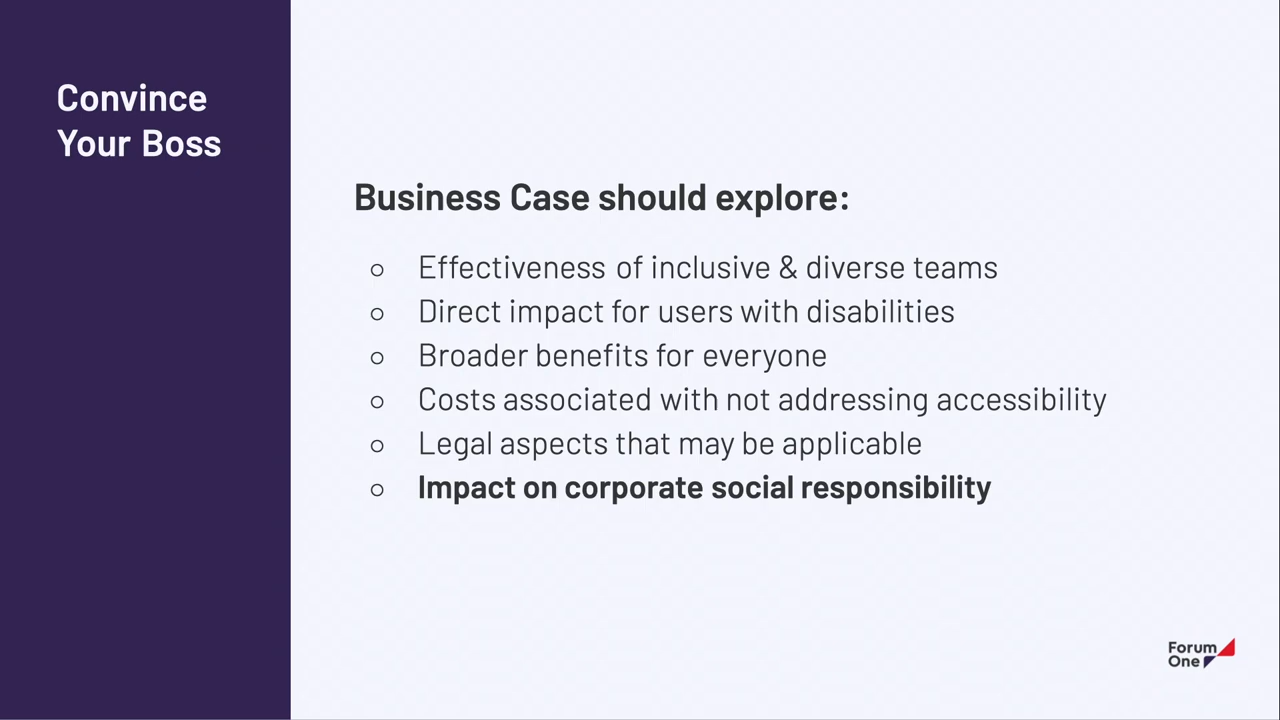 Convince
Your Boss
Business Case should explore:
○ Effectiveness of inclusive & diverse teams
○ Direct impact for users with disabilities
○ Broader benefits for everyone
○ Costs associated with not addressing accessibility
○ Legal aspects that may be applicable
○ Impact on corporate social responsibility
Forum
One